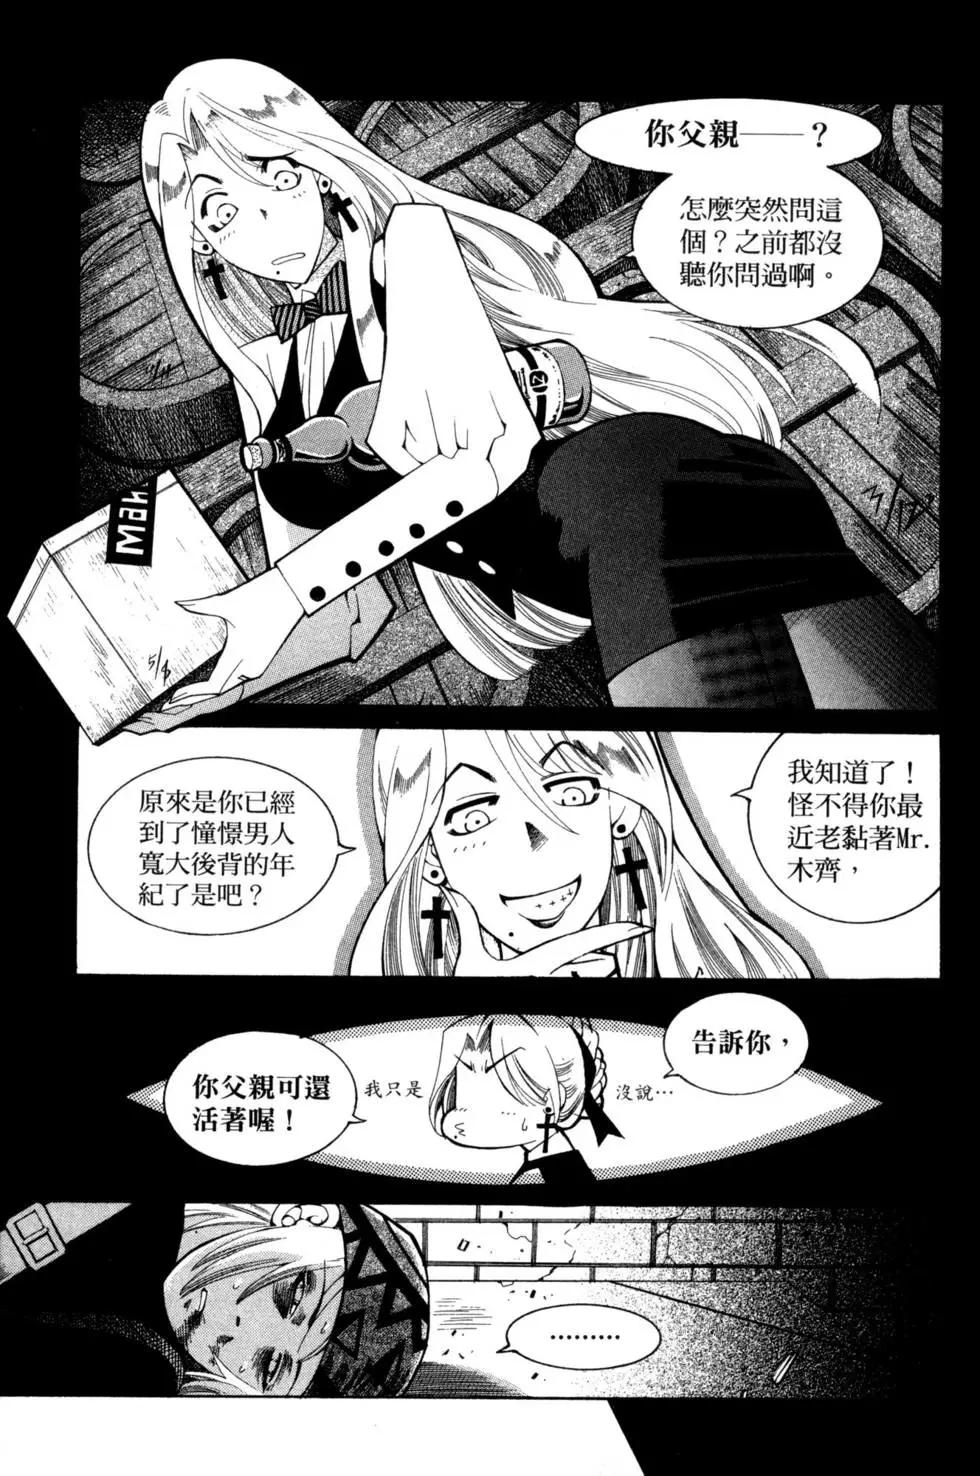 你父親——？
怎麼突然問這
個？之前都沒
聽你問過啊。
Mak
我知道了！
怪不得你最
近老黏著Mr.
木齊，
原來是你已經
到了憧憬男人
寬大後背的年
紀了是吧？
告訴你，
你父親可還
活著喔！
我只是
沒說…
………